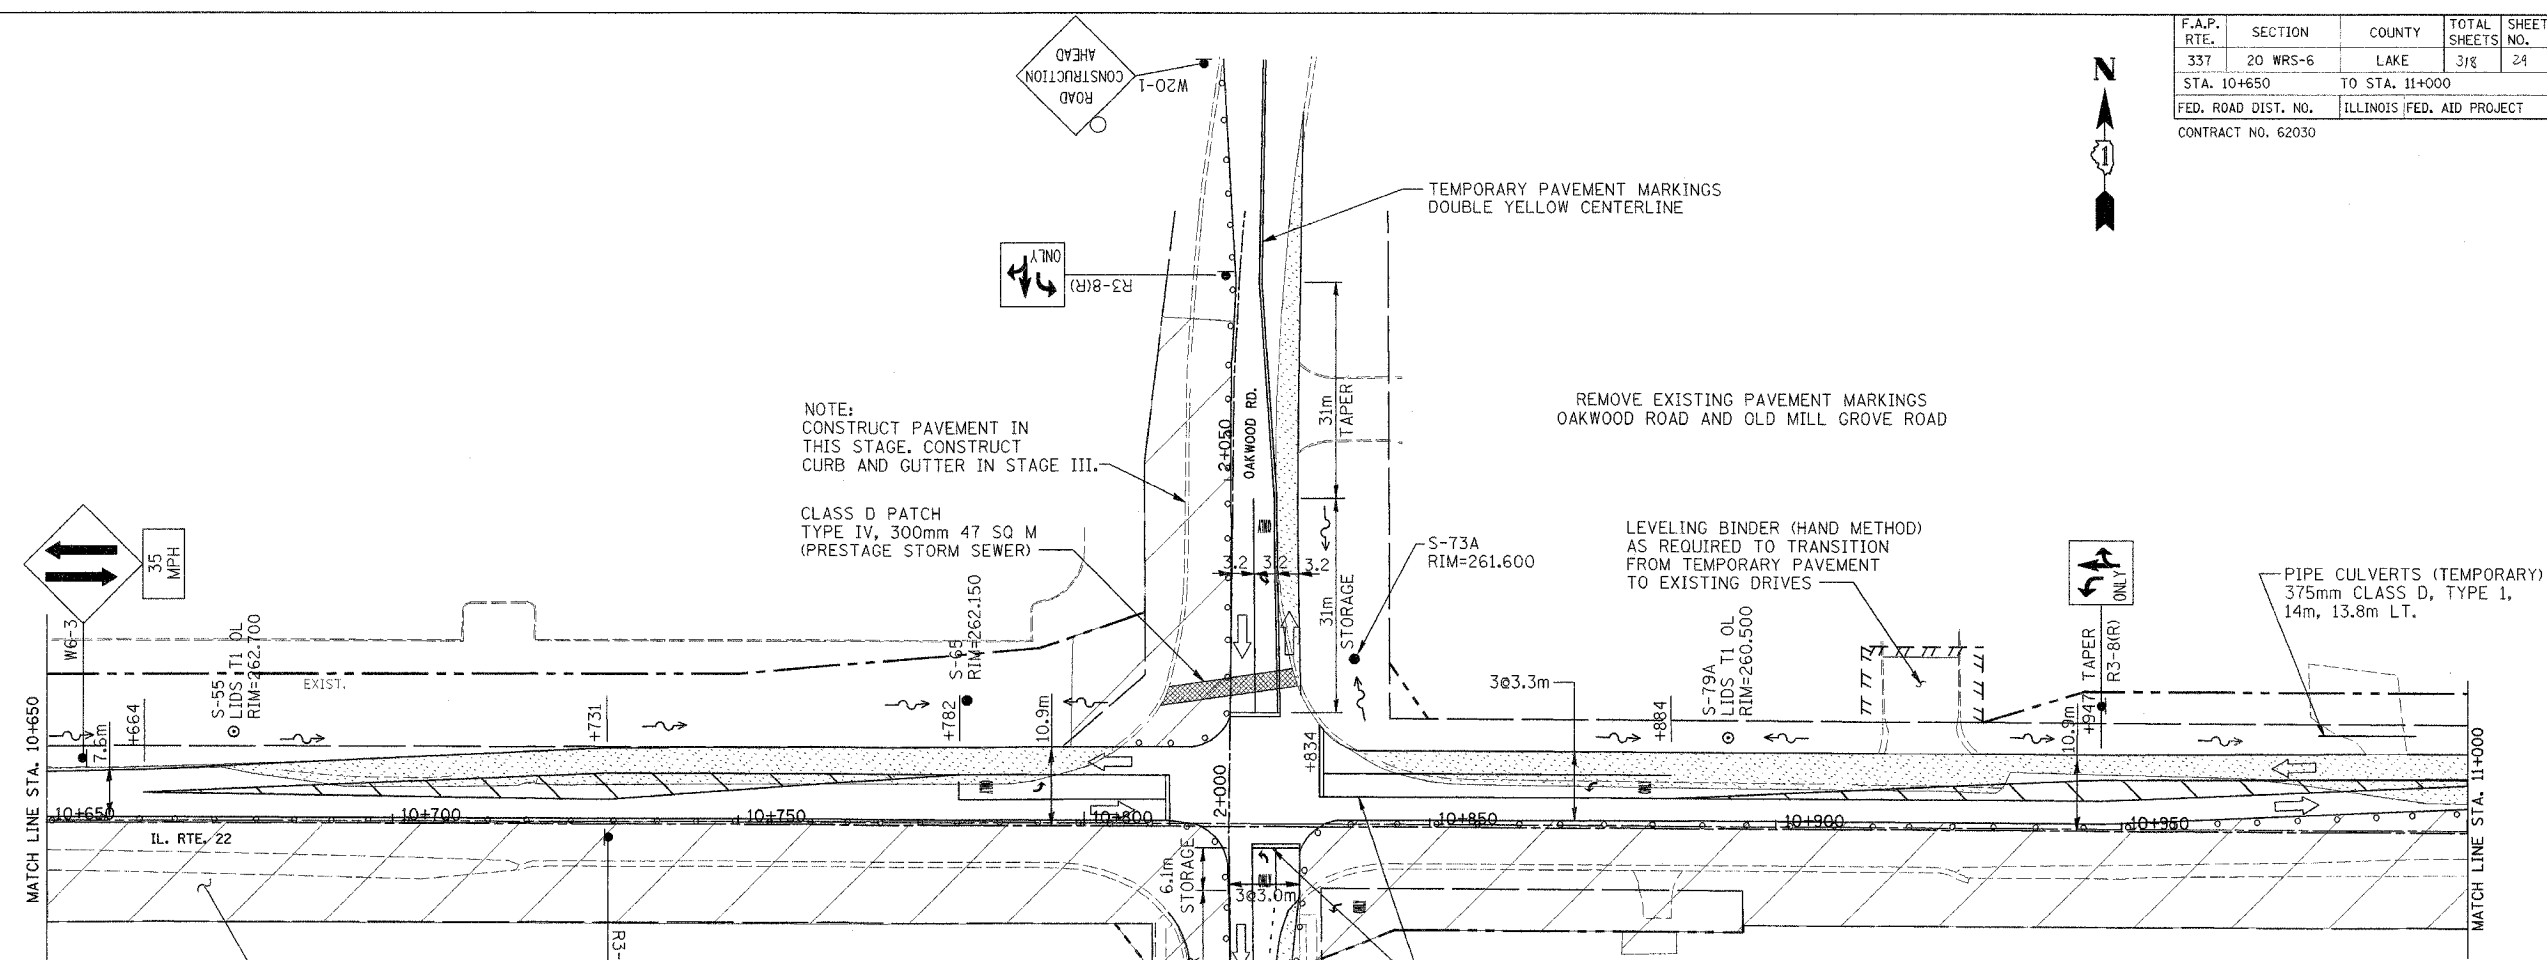 F.A.P. RTE. SECTION COUNTY TOTAL SHEETS SHEET NO.
337 20 WRS-6 LAKE 318 29
STA. 10+650 TO STA. 11+000
FED. ROAD DIST. NO. ILLINOIS FED. AID PROJECT
CONTRACT NO. 62030
N
1
ROAD
CONSTRUCTION
AHEAD
W20-1
TEMPORARY PAVEMENT MARKINGS
DOUBLE YELLOW CENTERLINE
ONLY
R3-8(R)
NOTE:
CONSTRUCT PAVEMENT IN
THIS STAGE. CONSTRUCT
CURB AND GUTTER IN STAGE III.
CLASS D PATCH
TYPE IV, 300mm 47 SQ M
(PRESTAGE STORM SEWER)
2+050
OAKWOOD RD.
31m
TAPER
REMOVE EXISTING PAVEMENT MARKINGS
OAKWOOD ROAD AND OLD MILL GROVE ROAD
ONLY
3.2 3.2 3.2
31m
STORAGE
S-73A
RIM=261.600
LEVELING BINDER (HAND METHOD)
AS REQUIRED TO TRANSITION
FROM TEMPORARY PAVEMENT
TO EXISTING DRIVES
ONLY
PIPE CULVERTS (TEMPORARY)
375mm CLASS D, TYPE 1,
14m, 13.8m LT.
35
MPH
W6-3
S-55
LIDS T1 OL
RIM=262.700
EXIST.
S-65
RIM=262.150
3@3.3m
S-79A
LIDS T1 OL
RIM=260.500
TAPER
R3-8(R)
MATCH LINE STA. 10+650
7.6m
+664
+731
+782
10.9m
+834
+884
+947
10.9m
MATCH LINE STA. 11+000
ONLY
ONLY
10+650
10+700
10+750
10+800
2+000
10+850
10+900
10+950
IL. RTE. 22
6.1m
STORAGE
ONLY
3@3.0m
ONLY
R3-